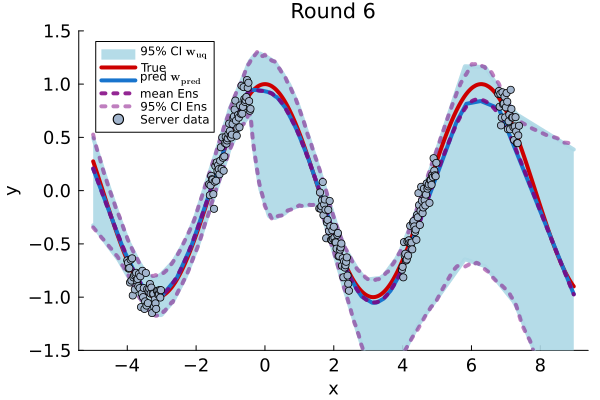 Round 6
1.5
1.0
0.5
0.0
−0.5
−1.0
−1.5
y
95% CI w_uq
True
pred w_pred
mean Ens
95% CI Ens
Server data
−4 −2 0 2 4 6 8
x